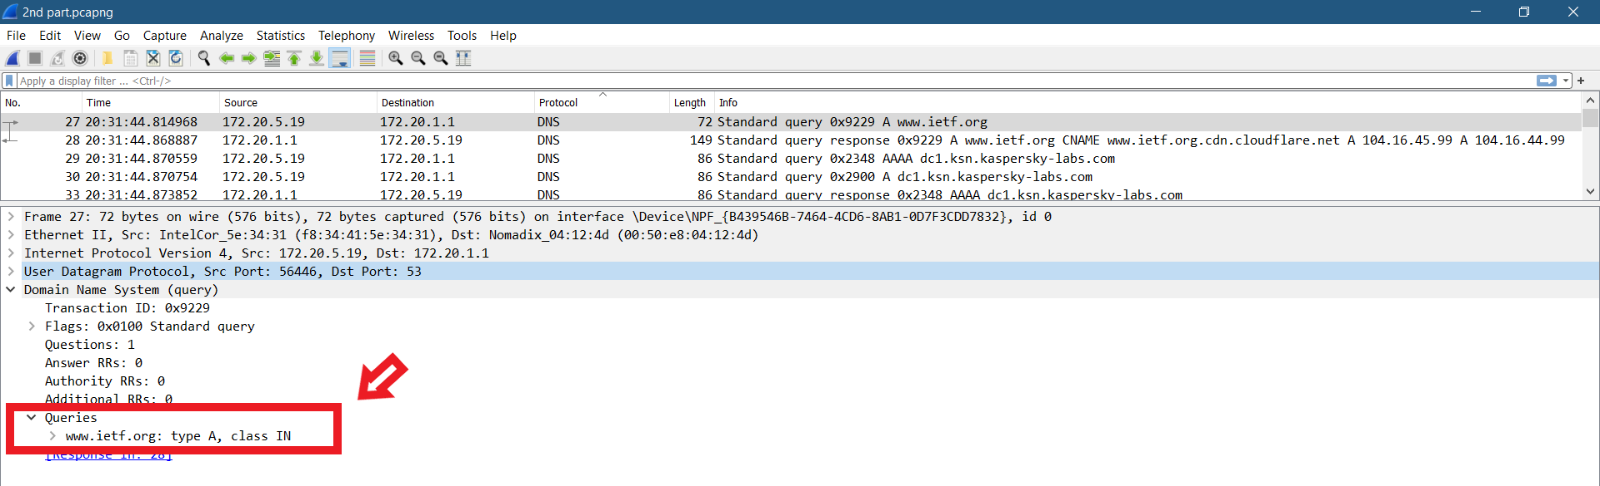 2nd part.pcapng
File Edit View Go Capture Analyze Statistics Telephony Wireless Tools Help
Apply a display filter ... <Ctrl-/>
No. Time Source Destination Protocol Length Info
27 20:31:44.814968 172.20.5.19 172.20.1.1 DNS 72 Standard query 0x9229 A www.ietf.org
28 20:31:44.868887 172.20.1.1 172.20.5.19 DNS 149 Standard query response 0x9229 A www.ietf.org CNAME www.ietf.org.cdn.cloudflare.net A 104.16.45.99 A 104.16.44.99
29 20:31:44.870559 172.20.5.19 172.20.1.1 DNS 86 Standard query 0x2348 AAAA dc1.ksn.kaspersky-labs.com
30 20:31:44.870754 172.20.5.19 172.20.1.1 DNS 86 Standard query 0x2900 A dc1.ksn.kaspersky-labs.com
33 20:31:44.873852 172.20.1.1 172.20.5.19 DNS 86 Standard query response 0x2348 AAAA dc1.ksn.kaspersky-labs.com
Frame 27: 72 bytes on wire (576 bits), 72 bytes captured (576 bits) on interface \Device\NPF_{B439546B-7464-4CD6-8AB1-0D7F3CDD7832}, id 0
Ethernet II, Src: IntelCor_5e:34:31 (f8:34:41:5e:34:31), Dst: Nomadix_04:12:4d (00:50:e8:04:12:4d)
Internet Protocol Version 4, Src: 172.20.5.19, Dst: 172.20.1.1
User Datagram Protocol, Src Port: 56446, Dst Port: 53
Domain Name System (query)
Transaction ID: 0x9229
Flags: 0x0100 Standard query
Questions: 1
Answer RRs: 0
Authority RRs: 0
Additional RRs: 0
Queries
www.ietf.org: type A, class IN
[Response In: 28]